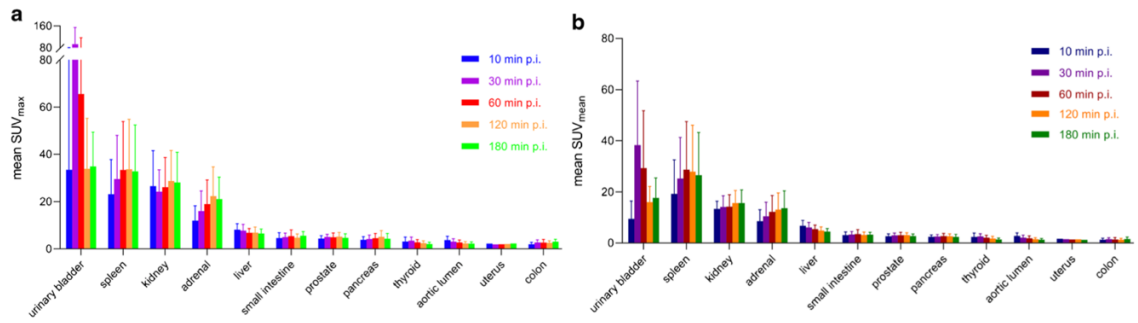 a
mean SUVmax
160
80
80
60
40
20
0
10 min p.i.
30 min p.i.
60 min p.i.
120 min p.i.
180 min p.i.
urinary bladder
spleen
kidney
adrenal
liver
small intestine
prostate
pancreas
thyroid
aortic lumen
uterus
colon
b
mean SUVmean
80
60
40
20
0
10 min p.i.
30 min p.i.
60 min p.i.
120 min p.i.
180 min p.i.
urinary bladder
spleen
kidney
adrenal
liver
small intestine
prostate
pancreas
thyroid
aortic lumen
uterus
colon